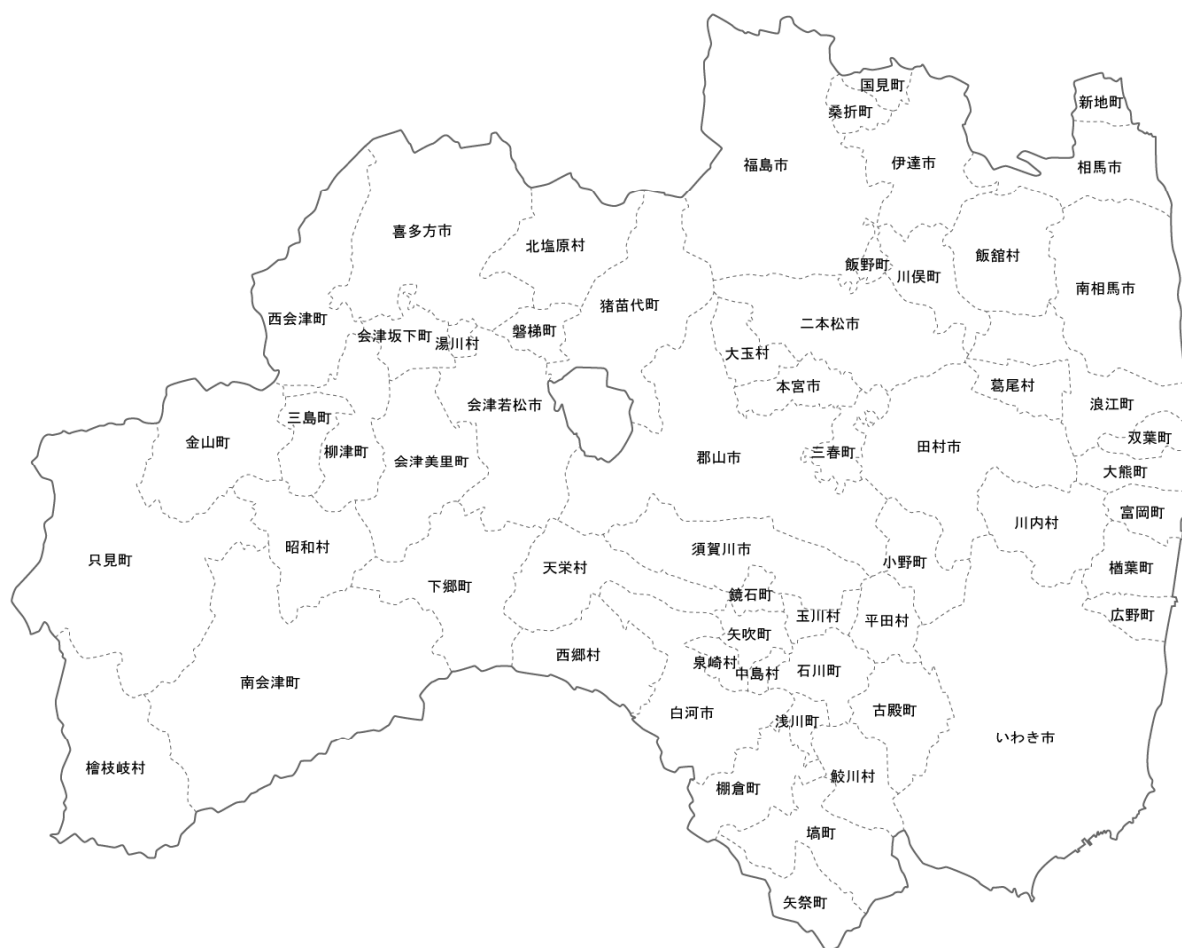 国見町
新地町
桑折町
福島市
伊達市
相馬市
喜多方市
北塩原村
飯舘村
飯野町
川俣町
南相馬市
猪苗代町
西会津町
会津坂下町
湯川村
磐梯町
二本松市
大玉村
本宮市
葛尾村
浪江町
会津若松市
三島町
金山町
柳津町
会津美里町
郡山市
三春町
田村市
双葉町
大熊町
富岡町
川内村
只見町
昭和村
須賀川市
天栄村
小野町
楢葉町
下郷町
鏡石町
玉川村
平田村
広野町
矢吹町
西郷村
泉崎村
中島村
石川町
南会津町
白河市
浅川町
古殿町
いわき市
檜枝岐村
棚倉町
鮫川村
塙町
矢祭町